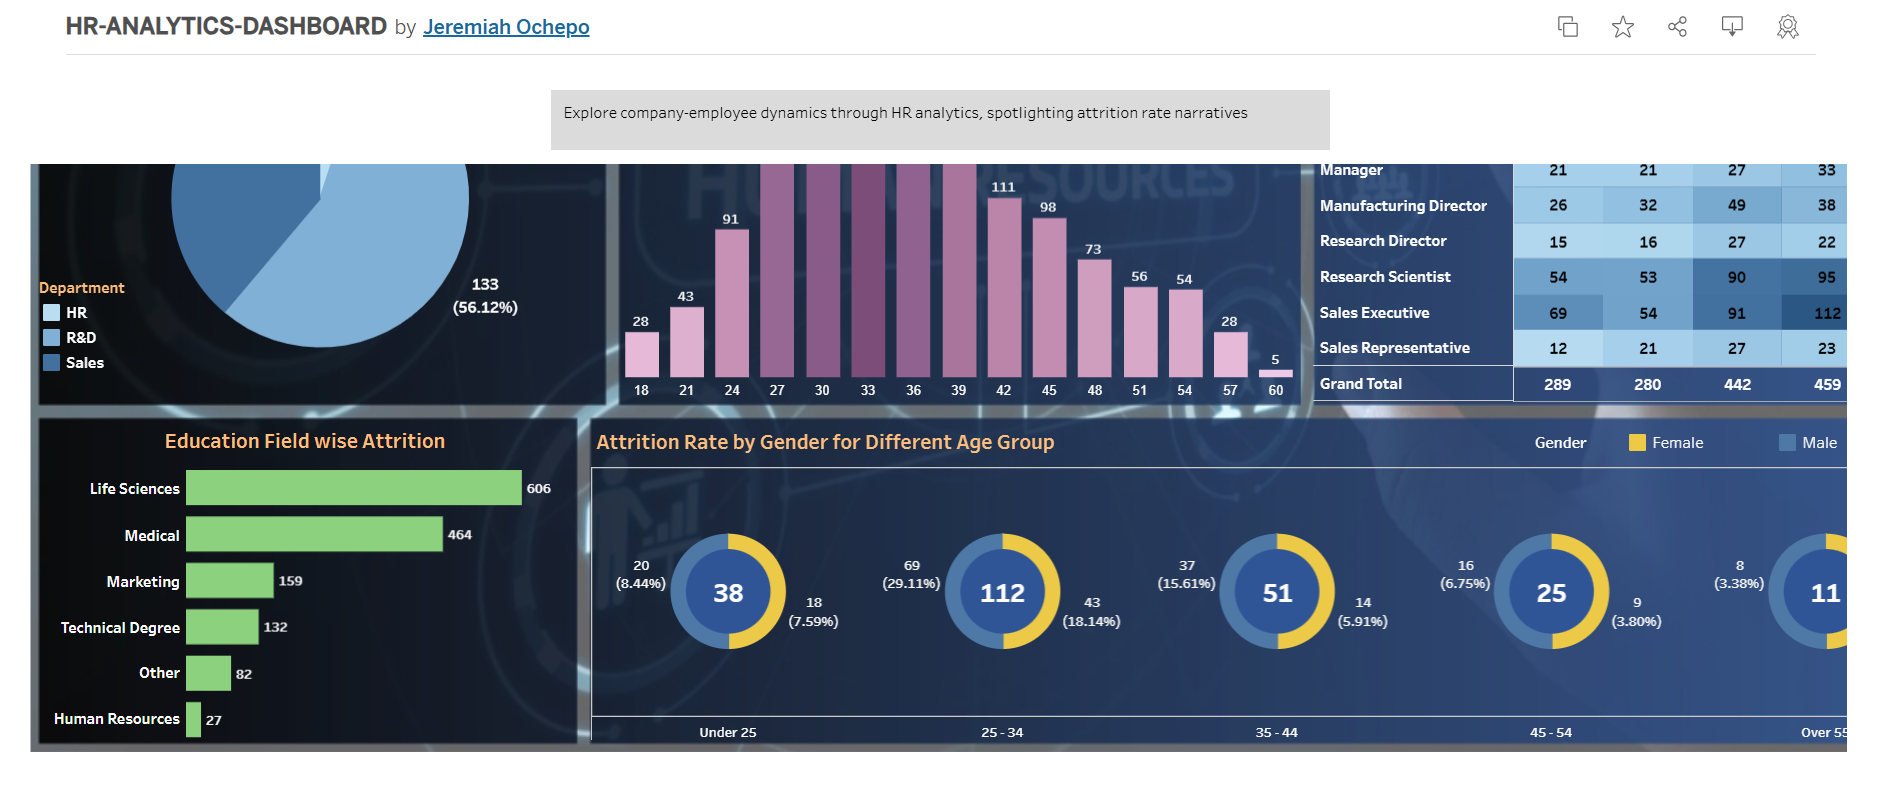 HR-ANALYTICS-DASHBOARD by Jeremiah Ochepo
Explore company-employee dynamics through HR analytics, spotlighting attrition rate narratives
133
(56.12%)
Department
HR
R&D
Sales
HUMAN RESOURCES
28
43
91
111
98
73
56
54
28
5
18 21 24 27 30 33 36 39 42 45 48 51 54 57 60
Manager 21 21 27 33
Manufacturing Director 26 32 49 38
Research Director 15 16 27 22
Research Scientist 54 53 90 95
Sales Executive 69 54 91 112
Sales Representative 12 21 27 23
Grand Total 289 280 442 459
Education Field wise Attrition
Life Sciences 606
Medical 464
Marketing 159
Technical Degree 132
Other 82
Human Resources 27
Attrition Rate by Gender for Different Age Group
Gender Female Male
20
(8.44%)
38
18
(7.59%)
69
(29.11%)
112
43
(18.14%)
37
(15.61%)
51
14
(5.91%)
16
(6.75%)
25
9
(3.80%)
8
(3.38%)
11
Under 25 25 - 34 35 - 44 45 - 54 Over 55